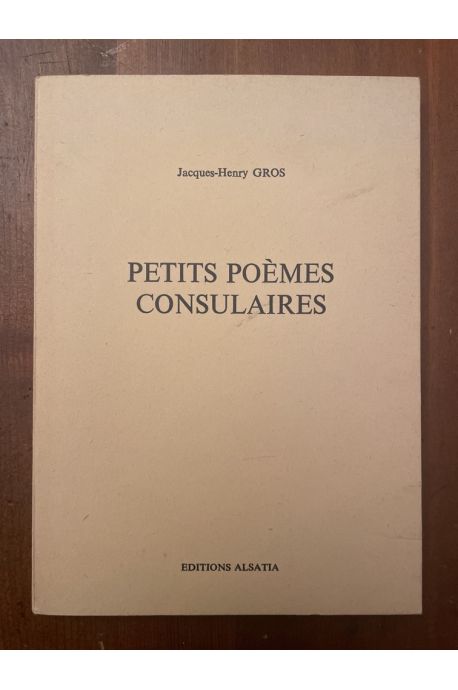 Jacques-Henry GROS
PETITS POÈMES
CONSULAIRES
EDITIONS ALSATIA